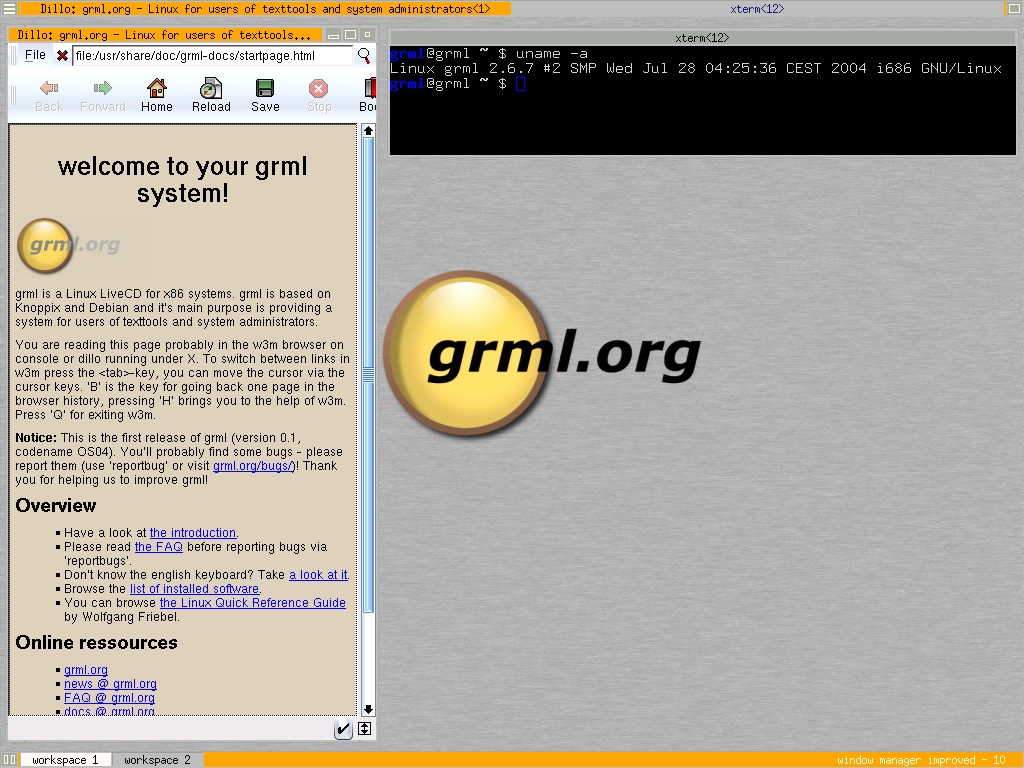 Dillo: grml.org - Linux for users of texttools and system administrators<1>
xterm<12>
Dillo: grml.org - Linux for users of texttools...
File
file:/usr/share/doc/grml-docs/startpage.html
Back Forward Home Reload Save Stop Boo
welcome to your grml
system!
grml.org
grml is a Linux LiveCD for x86 systems. grml is based on
Knoppix and Debian and it's main purpose is providing a
system for users of texttools and system administrators.
You are reading this page probably in the w3m browser on
console or dillo running under X. To switch between links in
w3m press the <tab>-key, you can move the cursor via the
cursor keys. 'B' is the key for going back one page in the
browser history, pressing 'H' brings you to the help of w3m.
Press 'Q' for exiting w3m.
Notice: This is the first release of grml (version 0.1,
codename OS04). You'll probably find some bugs - please
report them (use 'reportbug' or visit grml.org/bugs/)! Thank
you for helping us to improve grml!
Overview
Have a look at the introduction.
Please read the FAQ before reporting bugs via
'reportbugs'.
Don't know the english keyboard? Take a look at it.
Browse the list of installed software.
You can browse the Linux Quick Reference Guide
by Wolfgang Friebel.
Online ressources
grml.org
news @ grml.org
FAQ @ grml.org
docs @ grml.org
xterm<12>
grml@grml ~ $ uname -a
Linux grml 2.6.7 #2 SMP Wed Jul 28 04:25:36 CEST 2004 i686 GNU/Linux
grml@grml ~ $
grml.org
workspace 1
workspace 2
window manager improved - 10